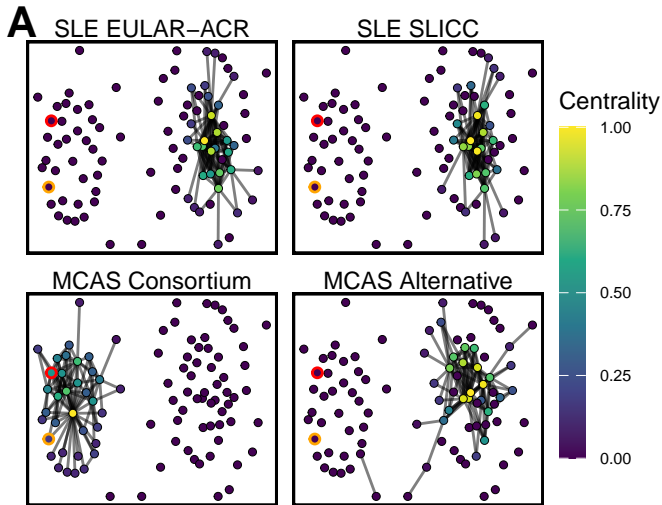 A
SLE EULAR−ACR
SLE SLICC
Centrality
1.00
0.75
0.50
0.25
0.00
MCAS Consortium
MCAS Alternative